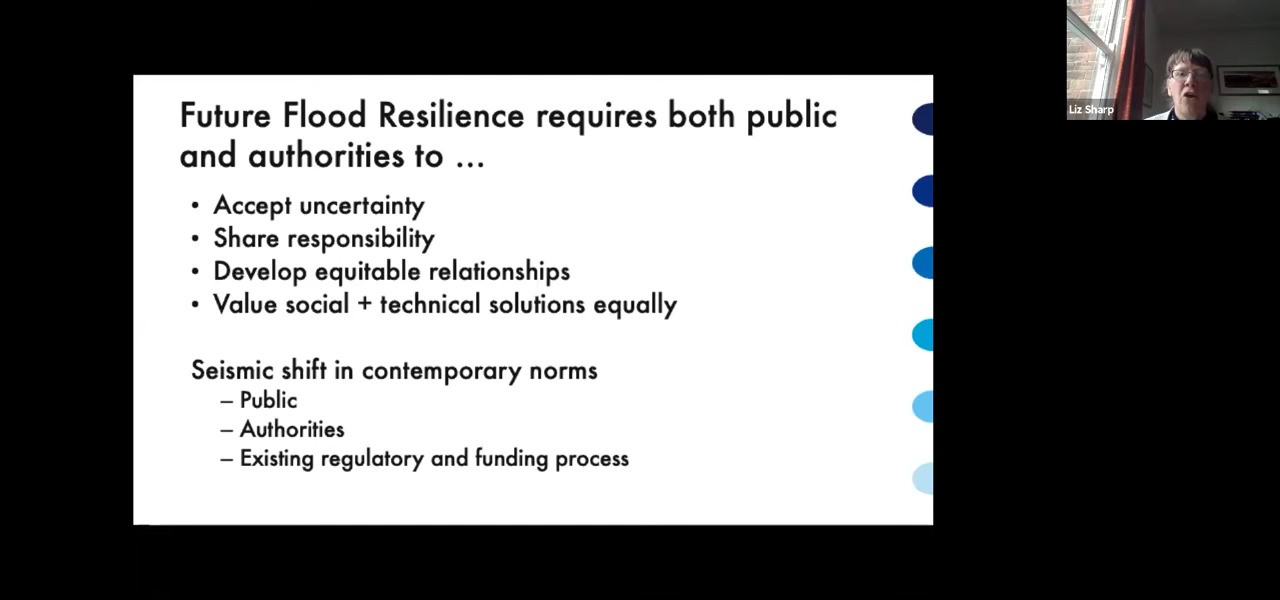 Future Flood Resilience requires both public
and authorities to ...
• Accept uncertainty
• Share responsibility
• Develop equitable relationships
• Value social + technical solutions equally
Seismic shift in contemporary norms
– Public
– Authorities
– Existing regulatory and funding process
Liz Sharp